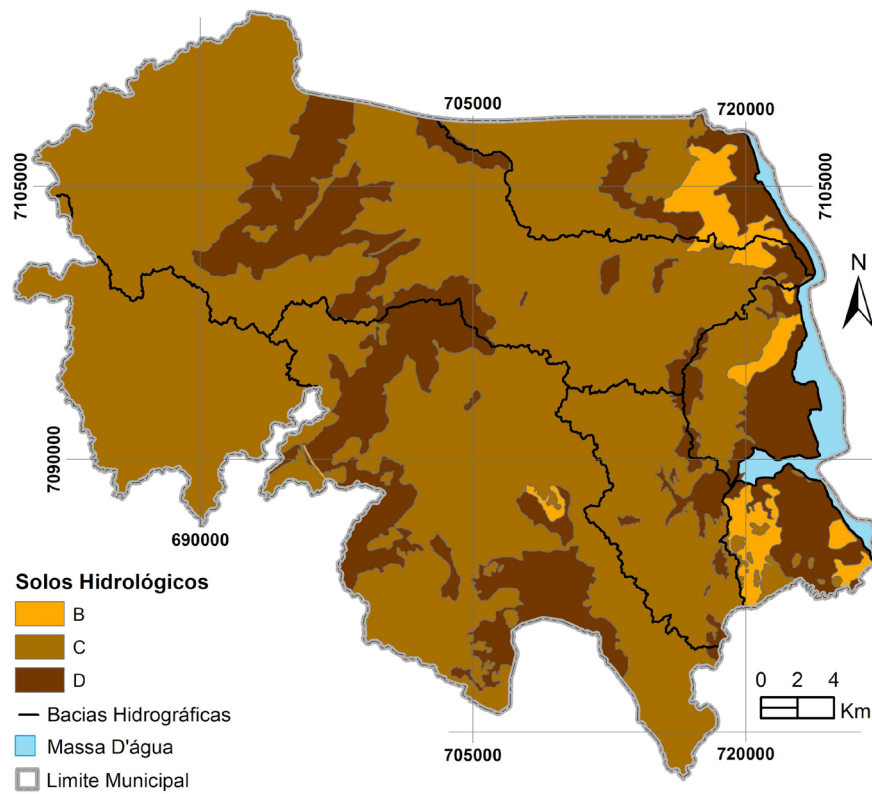 705000
720000
7105000
7105000
N
7090000
7090000
690000
Solos Hidrológicos
B
C
D
Bacias Hidrográficas
Massa D'água
Limite Municipal
0 2 4
Km
705000
720000